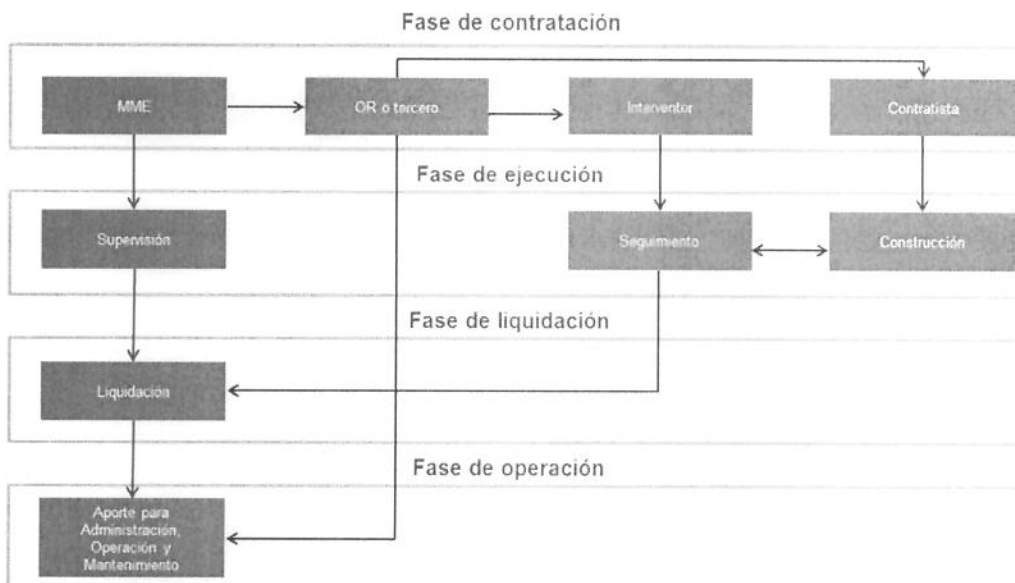 Fase de contratación
MME
OR o tercero
Interventor
Contratista
Fase de ejecución
Supervisión
Seguimiento
Construcción
Fase de liquidación
Liquidación
Fase de operación
Aporte para
Administración,
Operación y
Mantenimiento